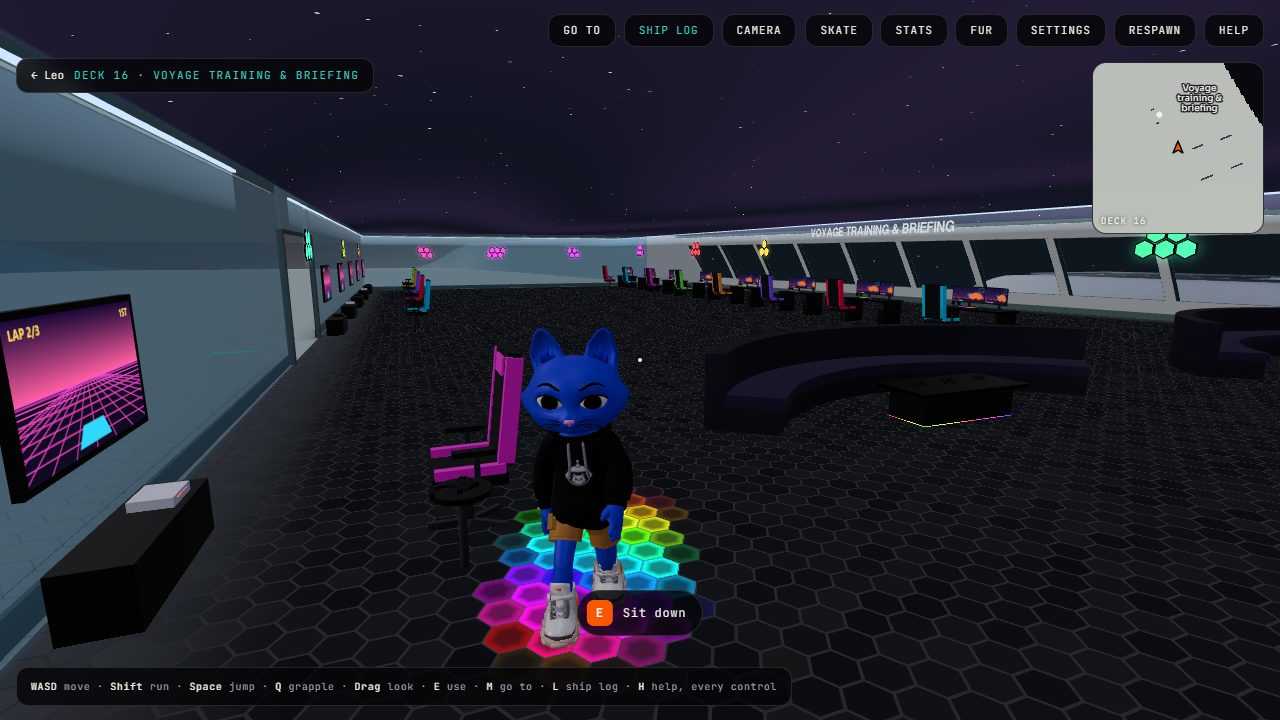 GO TO
SHIP LOG
CAMERA
SKATE
STATS
FUR
SETTINGS
RESPAWN
HELP
← Leo DECK 16 · VOYAGE TRAINING & BRIEFING
Voyage
training &
briefing
DECK 16
VOYAGE TRAINING & BRIEFING
LAP 2/3
1ST
E Sit down
WASD move · Shift run · Space jump · Q grapple · Drag look · E use · M go to · L ship log · H help, every control